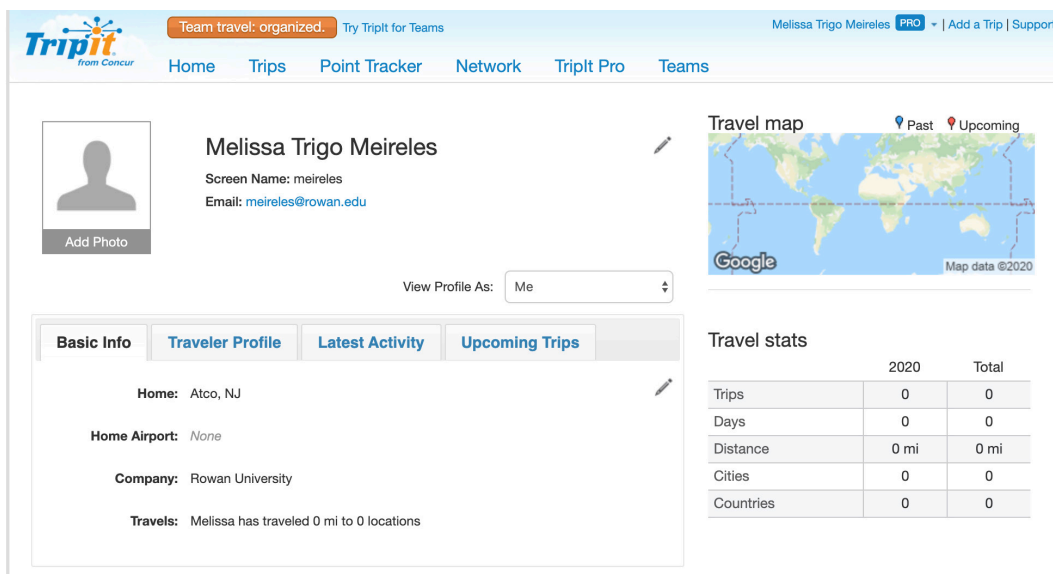 Team travel: organized. Try TripIt for Teams
Melissa Trigo Meireles PRO | Add a Trip | Support
TripIt
from Concur
Home Trips Point Tracker Network TripIt Pro Teams
Melissa Trigo Meireles
Screen Name: meireles
Email: meireles@rowan.edu
Add Photo
View Profile As: Me
Basic Info Traveler Profile Latest Activity Upcoming Trips
Home: Atco, NJ
Home Airport: None
Company: Rowan University
Travels: Melissa has traveled 0 mi to 0 locations
Travel map Past Upcoming
Google Map data ©2020
Travel stats
2020 Total
Trips 0 0
Days 0 0
Distance 0 mi 0 mi
Cities 0 0
Countries 0 0